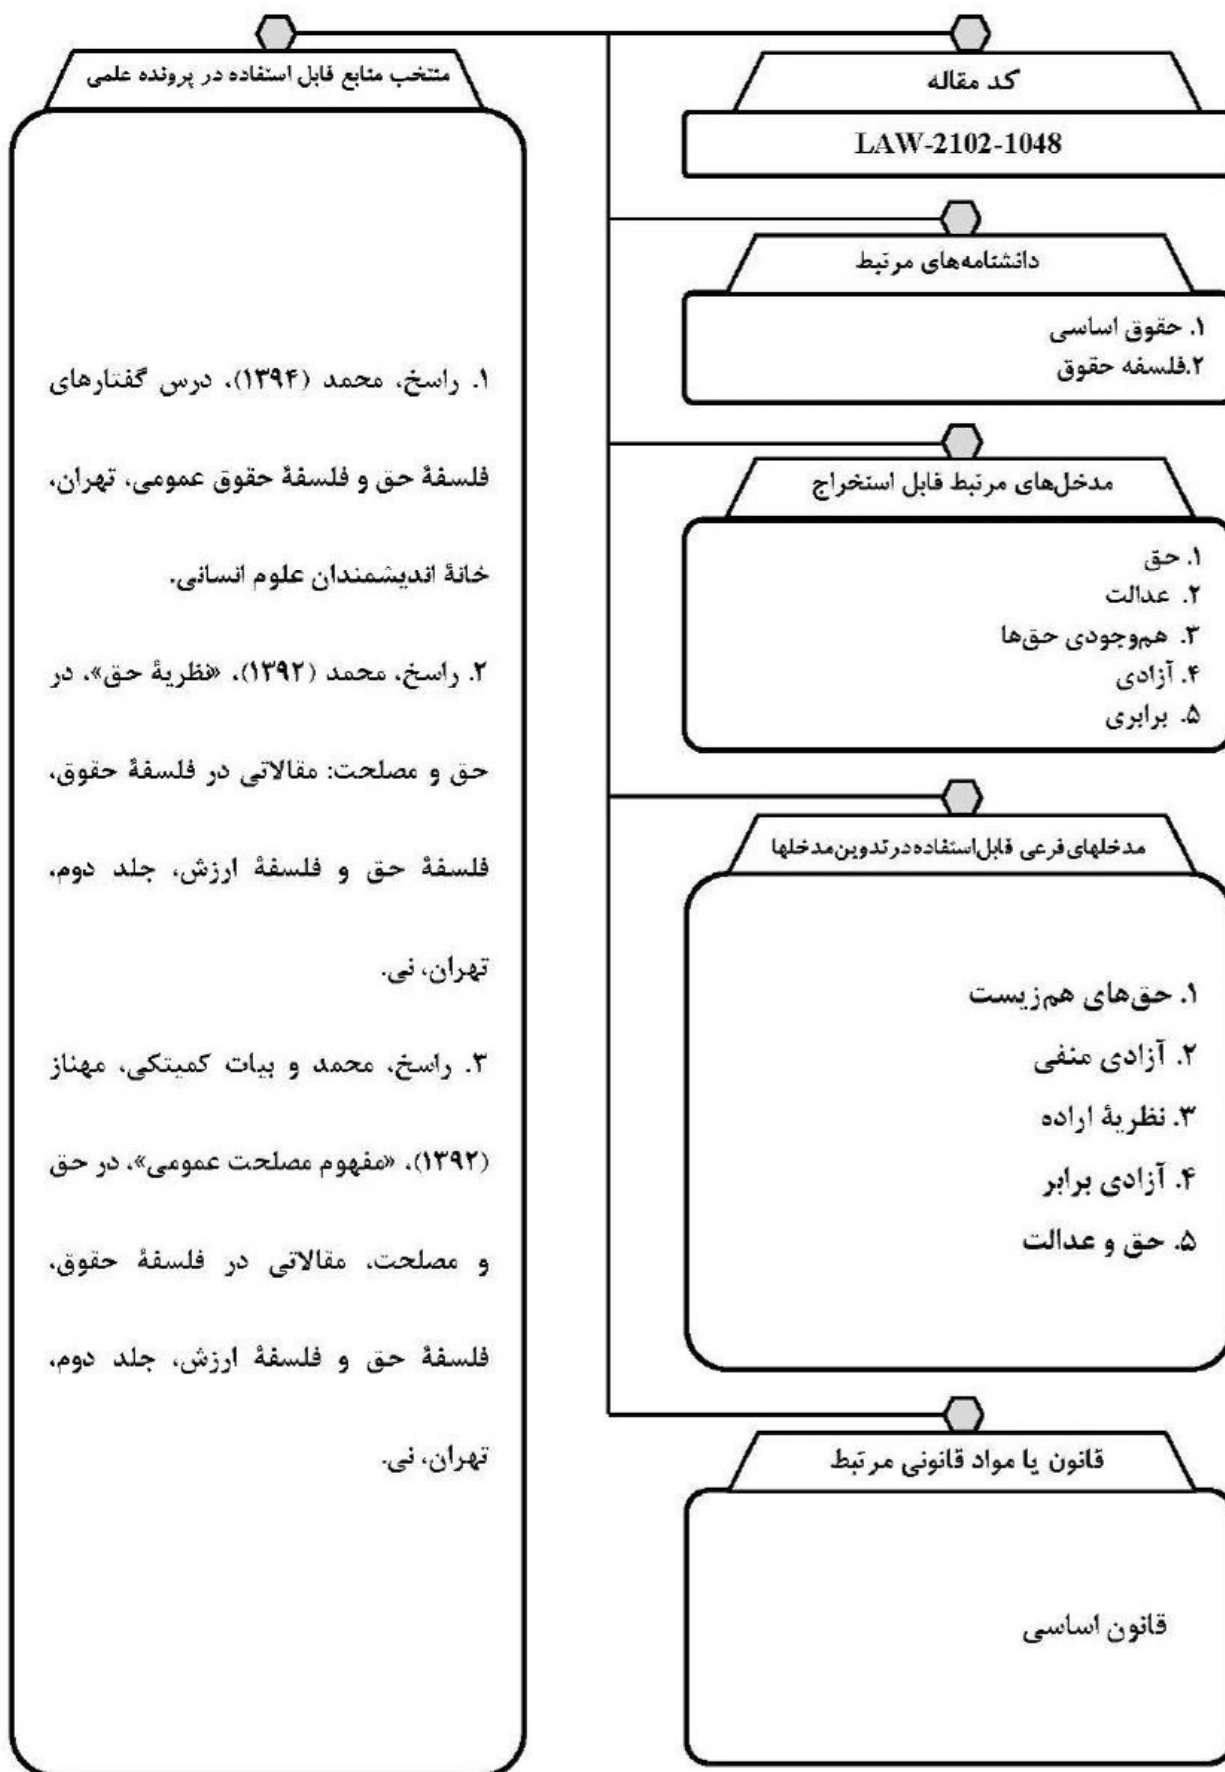 کد مقاله
LAW-2102-1048
دانشنامه‌های مرتبط
۱. حقوق اساسی
۲.فلسفه حقوق
مدخل‌های مرتبط قابل استخراج
۱. حق
۲. عدالت
۳. هم‌وجودی حق‌ها
۴. آزادی
۵. برابری
مدخلهای فرعی قابل استفاده در تدوین مدخلها
۱. حق‌های هم‌زیست
۲. آزادی منفی
۳. نظریهٔ اراده
۴. آزادی برابر
۵. حق و عدالت
قانون یا مواد قانونی مرتبط
قانون اساسی
منتخب منابع قابل استفاده در پرونده علمی
۱. راسخ، محمد (۱۳۹۴)، درس گفتارهای
فلسفهٔ حق و فلسفهٔ حقوق عمومی، تهران،
خانهٔ اندیشمندان علوم انسانی.
۲. راسخ، محمد (۱۳۹۲)، «نظریهٔ حق»، در
حق و مصلحت: مقالاتی در فلسفهٔ حقوق،
فلسفهٔ حق و فلسفهٔ ارزش، جلد دوم،
تهران، نی.
۳. راسخ، محمد و بیات کمیتکی، مهناز
(۱۳۹۲)، «مفهوم مصلحت عمومی»، در حق
و مصلحت، مقالاتی در فلسفهٔ حقوق،
فلسفهٔ حق و فلسفهٔ ارزش، جلد دوم،
تهران، نی.